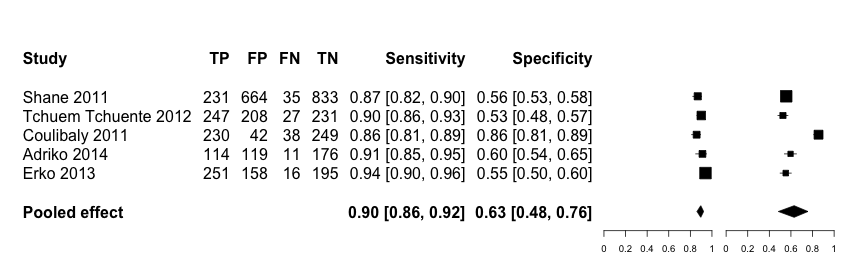 Study TP FP FN TN Sensitivity Specificity
Shane 2011 231 664 35 833 0.87 [0.82, 0.90] 0.56 [0.53, 0.58]
Tchuem Tchuente 2012 247 208 27 231 0.90 [0.86, 0.93] 0.53 [0.48, 0.57]
Coulibaly 2011 230 42 38 249 0.86 [0.81, 0.89] 0.86 [0.81, 0.89]
Adriko 2014 114 119 11 176 0.91 [0.85, 0.95] 0.60 [0.54, 0.65]
Erko 2013 251 158 16 195 0.94 [0.90, 0.96] 0.55 [0.50, 0.60]
Pooled effect 0.90 [0.86, 0.92] 0.63 [0.48, 0.76]
0 0.2 0.4 0.6 0.8 1 0 0.2 0.4 0.6 0.8 1